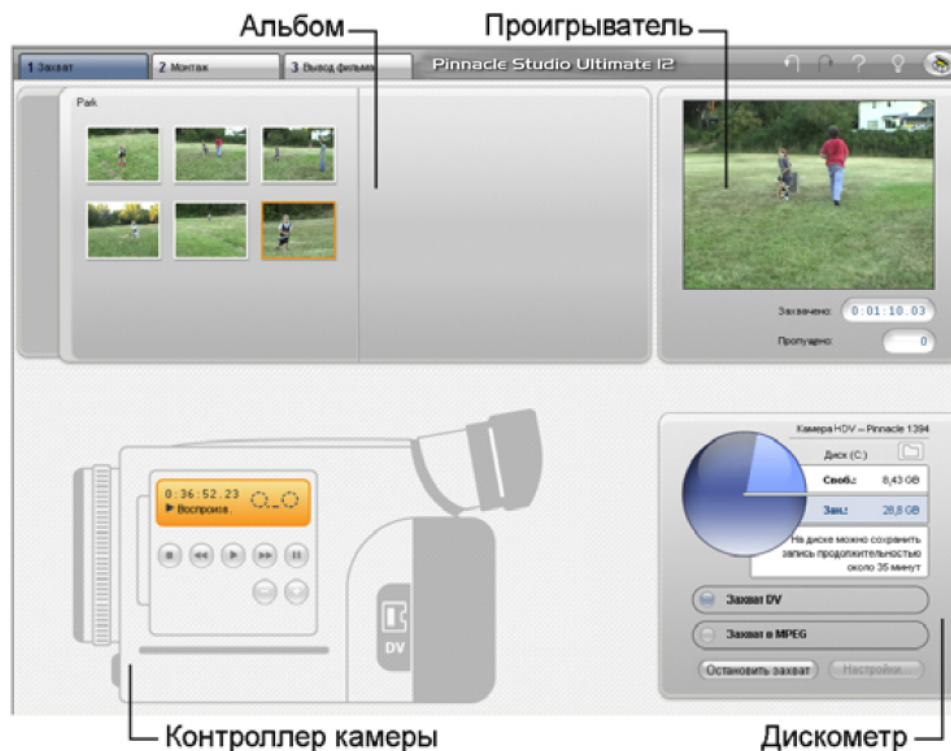 Альбом
Проигрыватель
1 Захват
2 Монтаж
3 Вывод фильма
Pinnacle Studio Ultimate 12
Park
Захвачено: 0:01:10.03
Пропущено: 0
0:36:52.23
Воспроизв.
DV
Камера HDV – Pinnacle 1394
Диск (C:)
Своб.: 8,43 GB
Зан.: 28,8 GB
На диске можно сохранить
запись продолжительностью
около 35 минут
Захват DV
Захват в MPEG
Остановить захват
Настройки...
Контроллер камеры
Дискометр